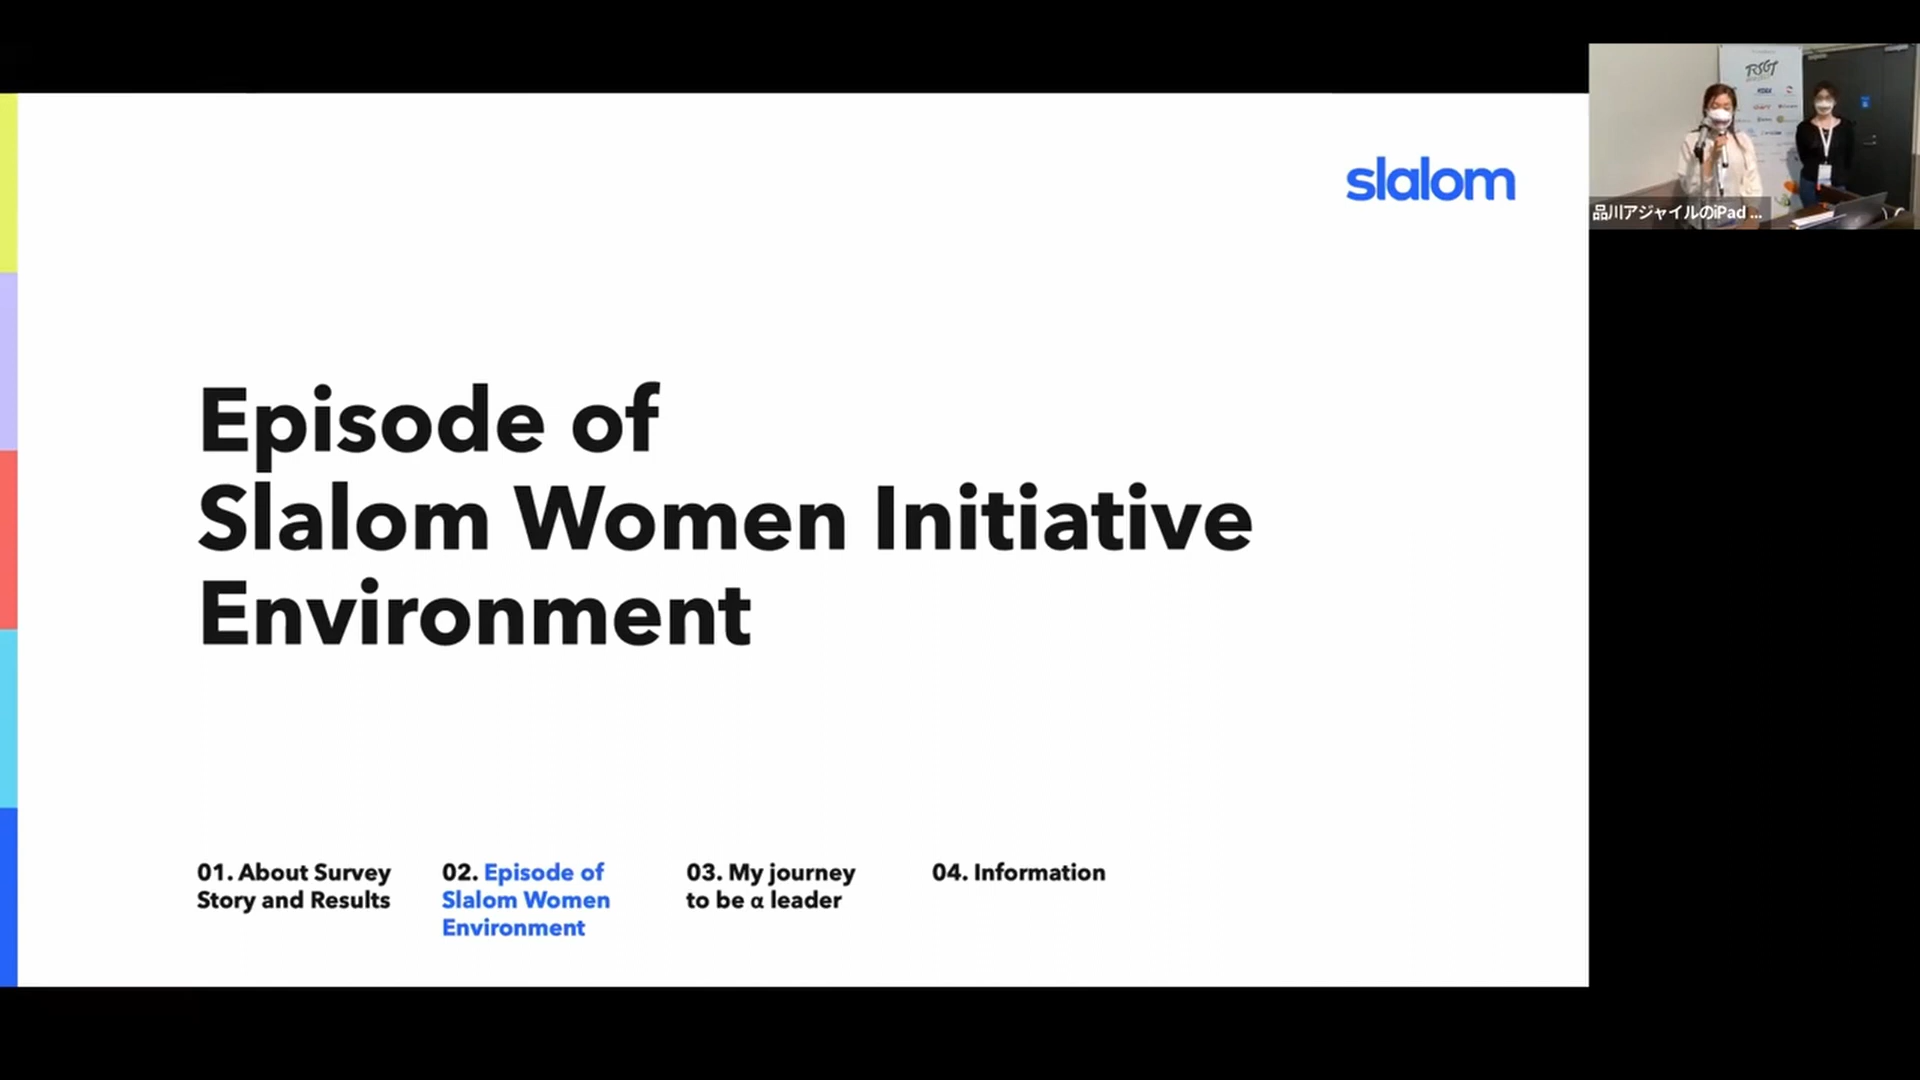 slalom
Episode of
Slalom Women Initiative
Environment
01. About Survey
Story and Results
02. Episode of
Slalom Women
Environment
03. My journey
to be α leader
04. Information
RSGT
品川アジャイルのiPad ...